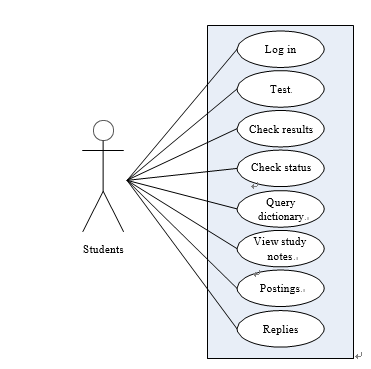 Log in
Test.
Check results
Check status
Query
dictionary.
View study
notes.
Postings.
Replies
Students